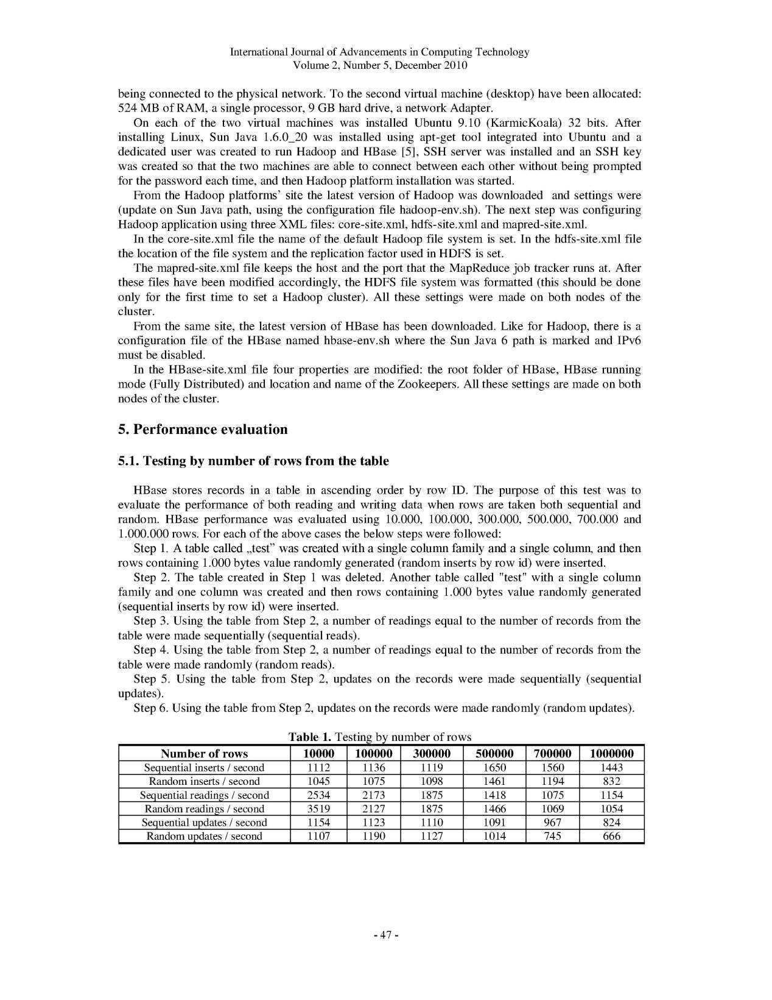 International Journal of Advancements in Computing Technology
Volume 2, Number 5, December 2010
being connected to the physical network. To the second virtual machine (desktop) have been allocated:
524 MB of RAM, a single processor, 9 GB hard drive, a network Adapter.
On each of the two virtual machines was installed Ubuntu 9.10 (KarmicKoala) 32 bits. After
installing Linux, Sun Java 1.6.0_20 was installed using apt-get tool integrated into Ubuntu and a
dedicated user was created to run Hadoop and HBase [5], SSH server was installed and an SSH key
was created so that the two machines are able to connect between each other without being prompted
for the password each time, and then Hadoop platform installation was started.
From the Hadoop platforms’ site the latest version of Hadoop was downloaded and settings were
(update on Sun Java path, using the configuration file hadoop-env.sh). The next step was configuring
Hadoop application using three XML files: core-site.xml, hdfs-site.xml and mapred-site.xml.
In the core-site.xml file the name of the default Hadoop file system is set. In the hdfs-site.xml file
the location of the file system and the replication factor used in HDFS is set.
The mapred-site.xml file keeps the host and the port that the MapReduce job tracker runs at. After
these files have been modified accordingly, the HDFS file system was formatted (this should be done
only for the first time to set a Hadoop cluster). All these settings were made on both nodes of the
cluster.
From the same site, the latest version of HBase has been downloaded. Like for Hadoop, there is a
configuration file of the HBase named hbase-env.sh where the Sun Java 6 path is marked and IPv6
must be disabled.
In the HBase-site.xml file four properties are modified: the root folder of HBase, HBase running
mode (Fully Distributed) and location and name of the Zookeepers. All these settings are made on both
nodes of the cluster.
5. Performance evaluation
5.1. Testing by number of rows from the table
HBase stores records in a table in ascending order by row ID. The purpose of this test was to
evaluate the performance of both reading and writing data when rows are taken both sequential and
random. HBase performance was evaluated using 10.000, 100.000, 300.000, 500.000, 700.000 and
1.000.000 rows. For each of the above cases the below steps were followed:
Step 1. A table called „test” was created with a single column family and a single column, and then
rows containing 1.000 bytes value randomly generated (random inserts by row id) were inserted.
Step 2. The table created in Step 1 was deleted. Another table called "test" with a single column
family and one column was created and then rows containing 1.000 bytes value randomly generated
(sequential inserts by row id) were inserted.
Step 3. Using the table from Step 2, a number of readings equal to the number of records from the
table were made sequentially (sequential reads).
Step 4. Using the table from Step 2, a number of readings equal to the number of records from the
table were made randomly (random reads).
Step 5. Using the table from Step 2, updates on the records were made sequentially (sequential
updates).
Step 6. Using the table from Step 2, updates on the records were made randomly (random updates).
Table 1. Testing by number of rows
Number of rows 10000 100000 300000 500000 700000 1000000
Sequential inserts / second 1112 1136 1119 1650 1560 1443
Random inserts / second 1045 1075 1098 1461 1194 832
Sequential readings / second 2534 2173 1875 1418 1075 1154
Random readings / second 3519 2127 1875 1466 1069 1054
Sequential updates / second 1154 1123 1110 1091 967 824
Random updates / second 1107 1190 1127 1014 745 666
- 47 -